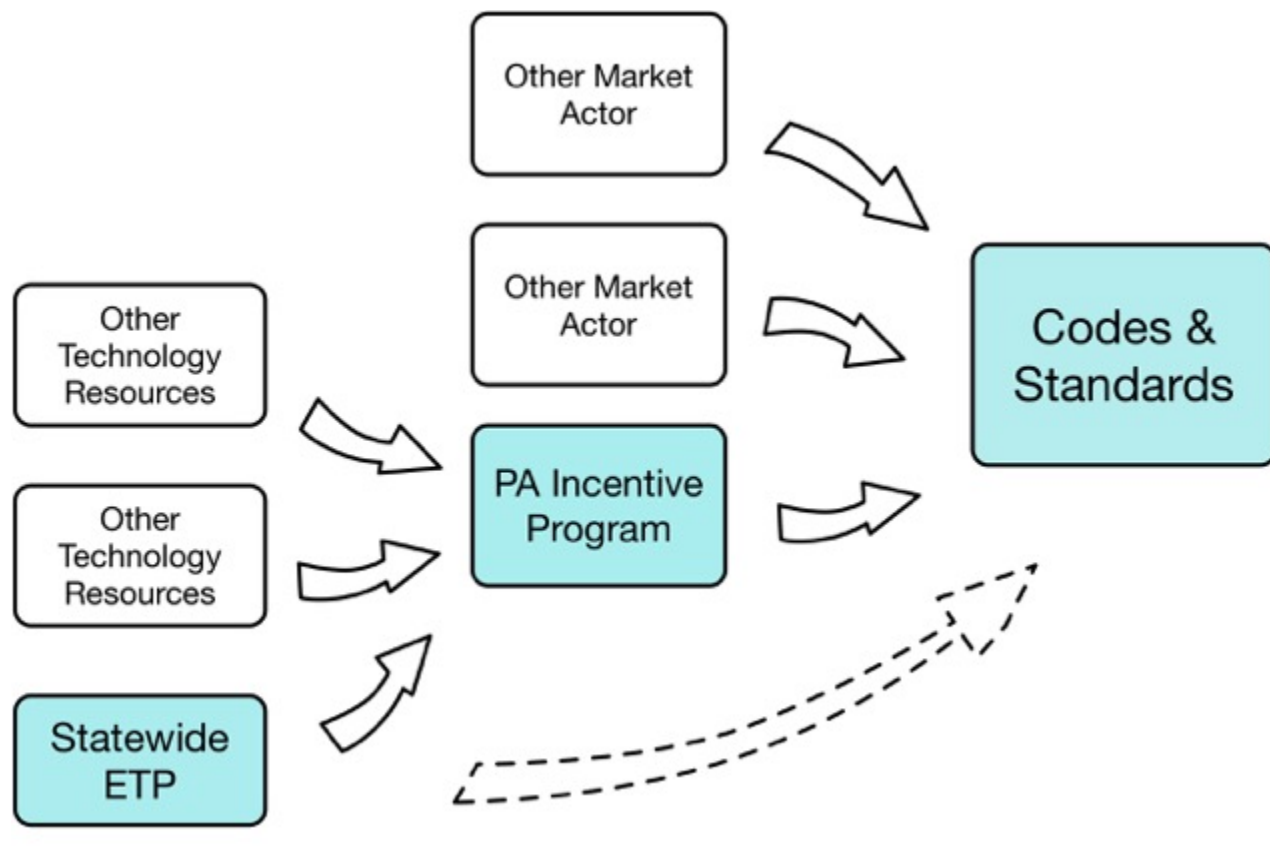 Other Market
Actor
Other Market
Actor
Other
Technology
Resources
Other
Technology
Resources
Statewide
ETP
PA Incentive
Program
Codes &
Standards